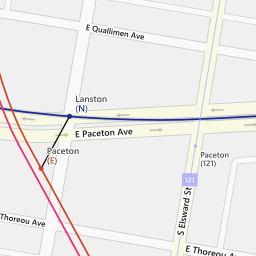 E Quallimen Ave
Lanston
(N)
E Paceton Ave
Paceton
(E)
Paceton
(121)
121
S Elsward St
Thoreou Ave
E Thoreou Ave